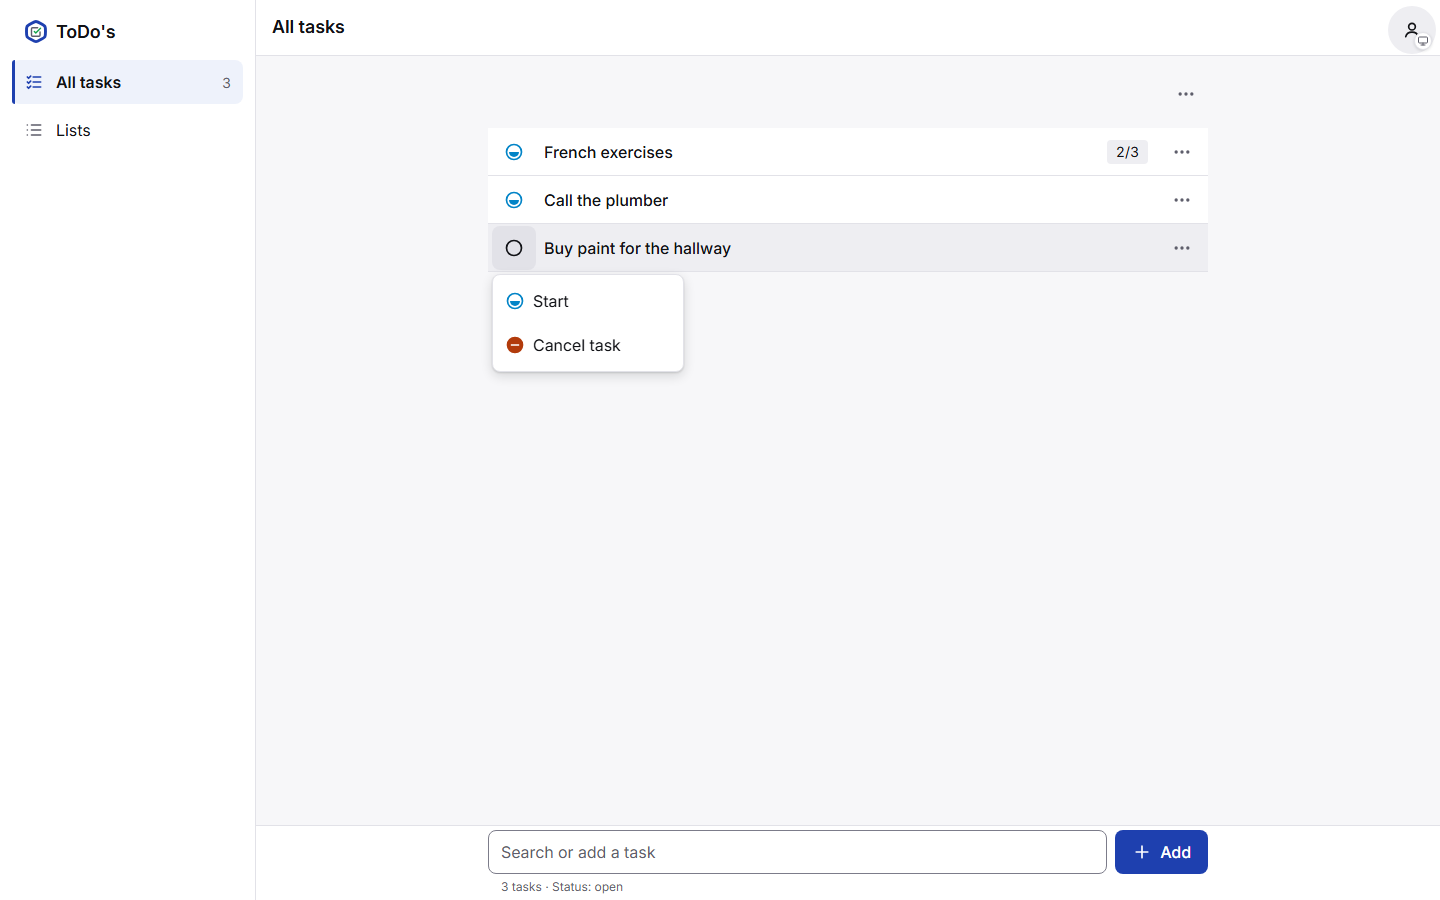 ToDo's
All tasks
3
Lists
All tasks
French exercises
2/3
Call the plumber
Buy paint for the hallway
Start
Cancel task
Search or add a task
Add
3 tasks · Status: open